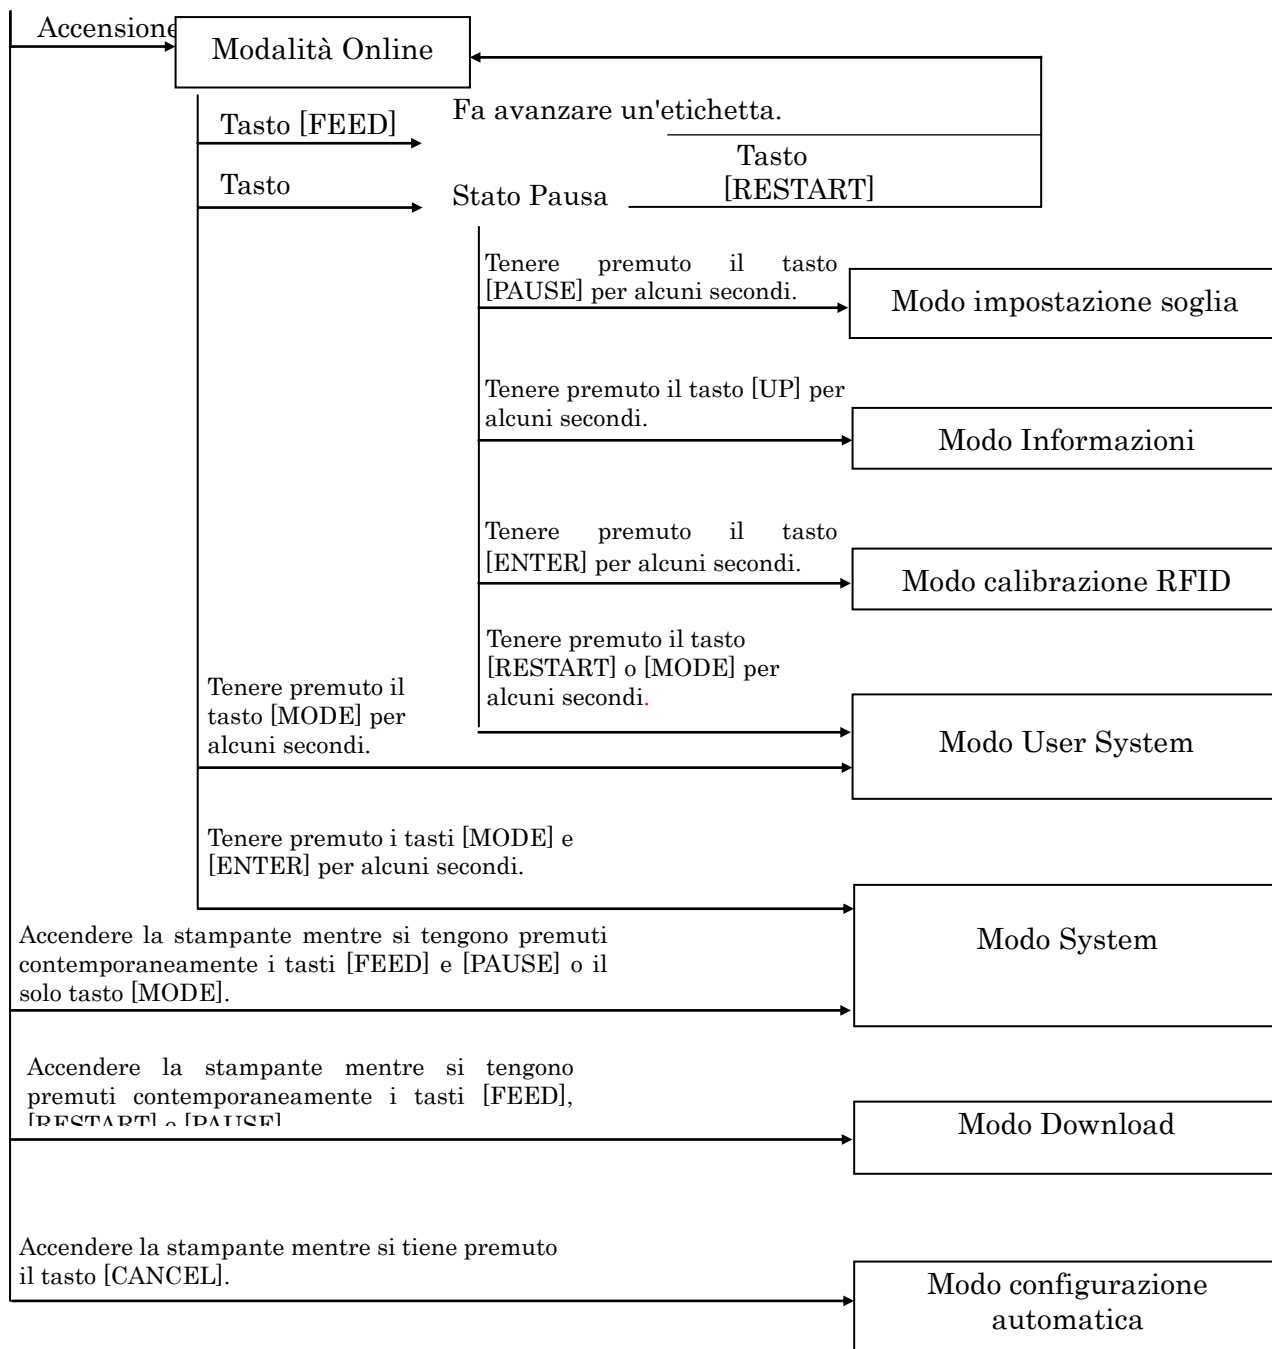 Accensione
Modalità Online
Fa avanzare un'etichetta.
Tasto [FEED]
Tasto
[RESTART]
Tasto
Stato Pausa
Tenere premuto il tasto
[PAUSE] per alcuni secondi.
Modo impostazione soglia
Tenere premuto il tasto [UP] per
alcuni secondi.
Modo Informazioni
Tenere premuto il tasto
[ENTER] per alcuni secondi.
Modo calibrazione RFID
Tenere premuto il tasto
[RESTART] o [MODE] per
alcuni secondi.
Tenere premuto il
tasto [MODE] per
alcuni secondi.
Modo User System
Tenere premuto i tasti [MODE] e
[ENTER] per alcuni secondi.
Modo System
Accendere la stampante mentre si tengono premuti
contemporaneamente i tasti [FEED] e [PAUSE] o il
solo tasto [MODE].
Accendere la stampante mentre si tengono
premuti contemporaneamente i tasti [FEED],
[RESTART] e [PAUSE]
Modo Download
Accendere la stampante mentre si tiene premuto
il tasto [CANCEL].
Modo configurazione
automatica